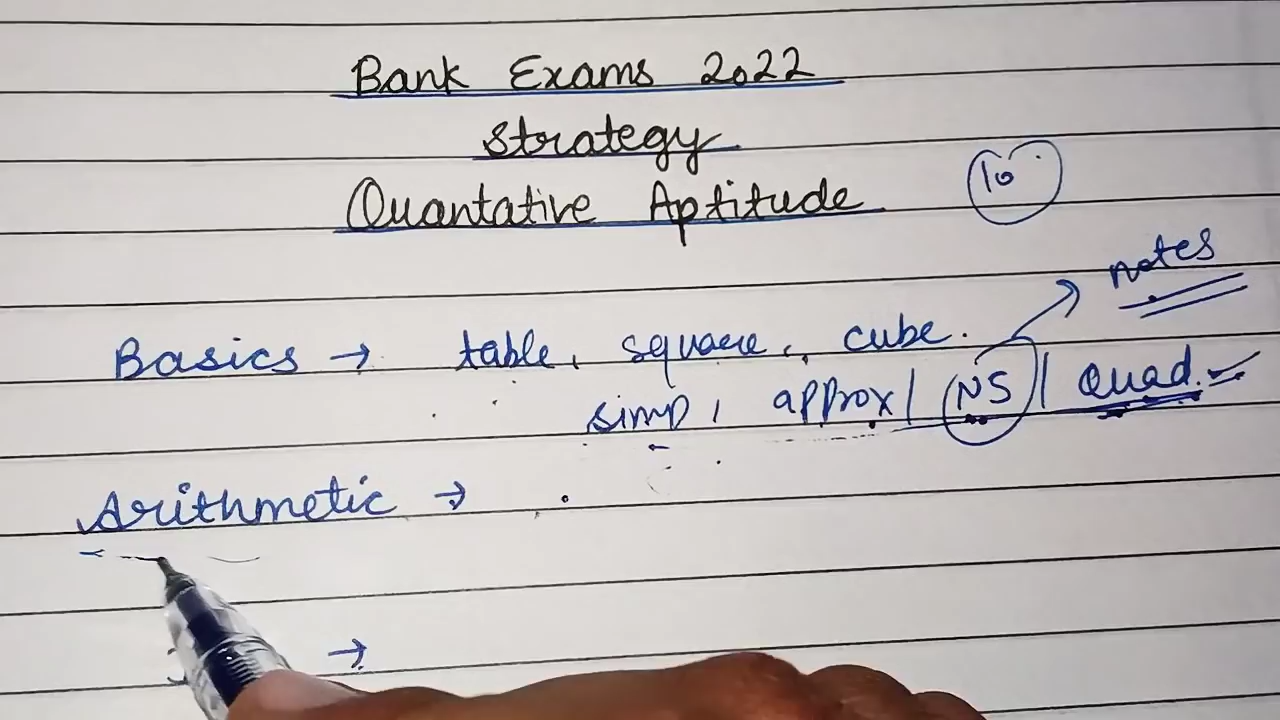 Bank Exams 2022
Strategy
Quantative Aptitude
10
notes
Basics → table, square, cube.
simp, approx | NS | Quad.
Arithmetic →
→